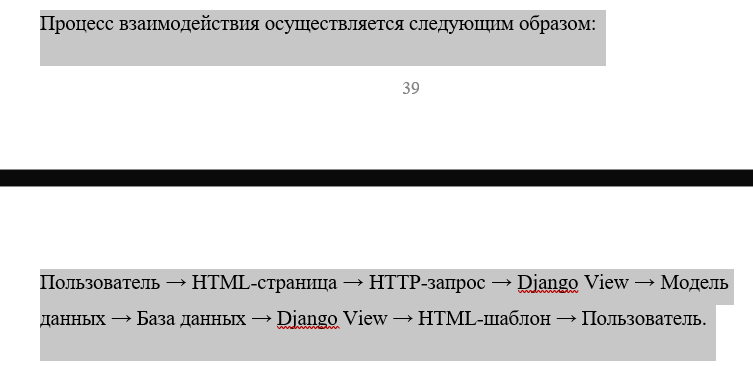 Процесс взаимодействия осуществляется следующим образом:
39
Пользователь → HTML-страница → HTTP-запрос → Django View → Модель
данных → База данных → Django View → HTML-шаблон → Пользователь.